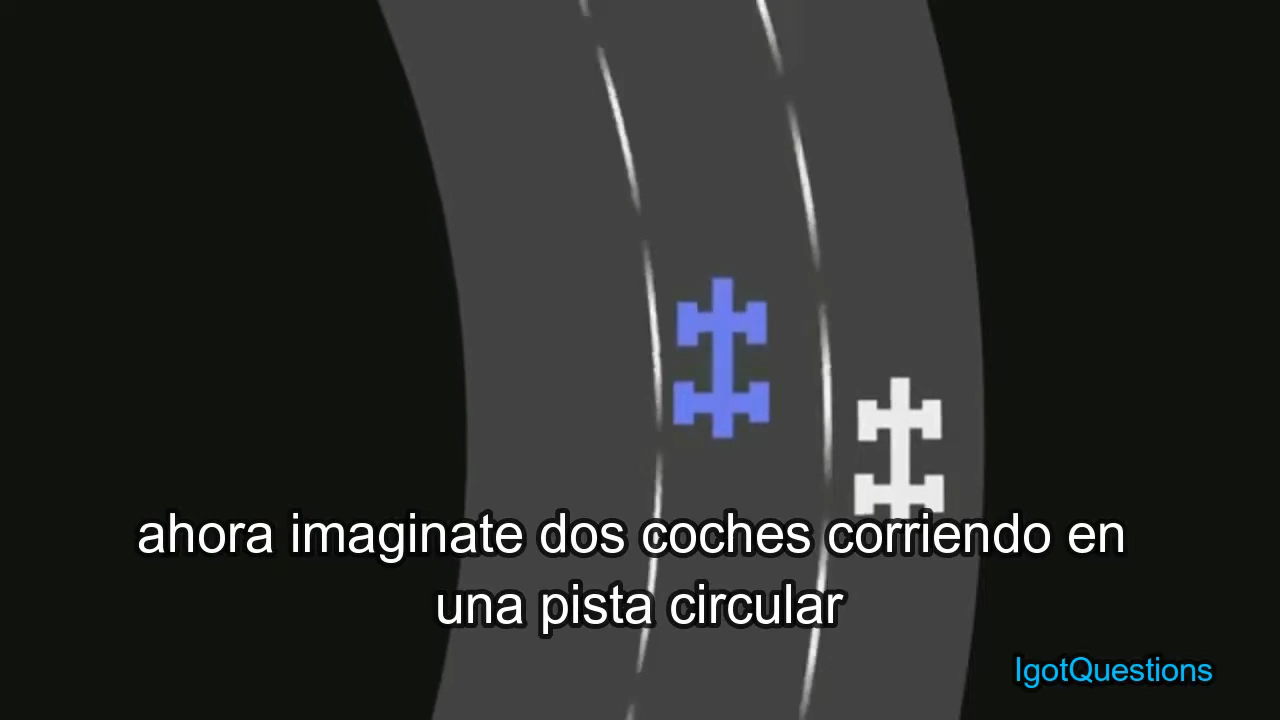 ahora imaginate dos coches corriendo en
una pista circular
IgotQuestions